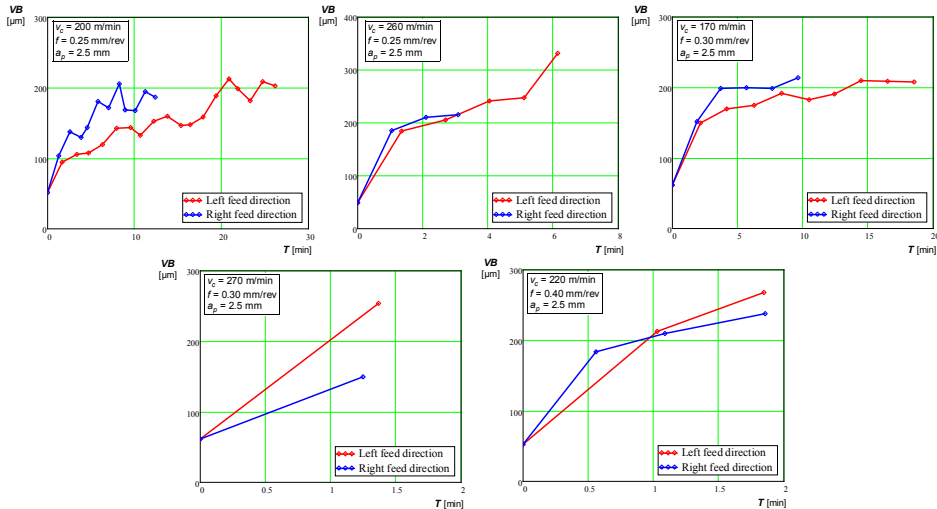 VB
[µm]
v_c = 200 m/min
f = 0.25 mm/rev
a_p = 2.5 mm
300
200
100
0
0
10
20
30
T [min]
Left feed direction
Right feed direction
VB
[µm]
v_c = 260 m/min
f = 0.25 mm/rev
a_p = 2.5 mm
400
300
200
100
0
0
2
4
6
8
T [min]
Left feed direction
Right feed direction
VB
[µm]
v_c = 170 m/min
f = 0.30 mm/rev
a_p = 2.5 mm
300
200
100
0
0
5
10
15
20
T [min]
Left feed direction
Right feed direction
VB
[µm]
v_c = 270 m/min
f = 0.30 mm/rev
a_p = 2.5 mm
300
200
100
0
0
0.5
1
1.5
2
T [min]
Left feed direction
Right feed direction
VB
[µm]
v_c = 220 m/min
f = 0.40 mm/rev
a_p = 2.5 mm
300
200
100
0
0
0.5
1
1.5
2
T [min]
Left feed direction
Right feed direction